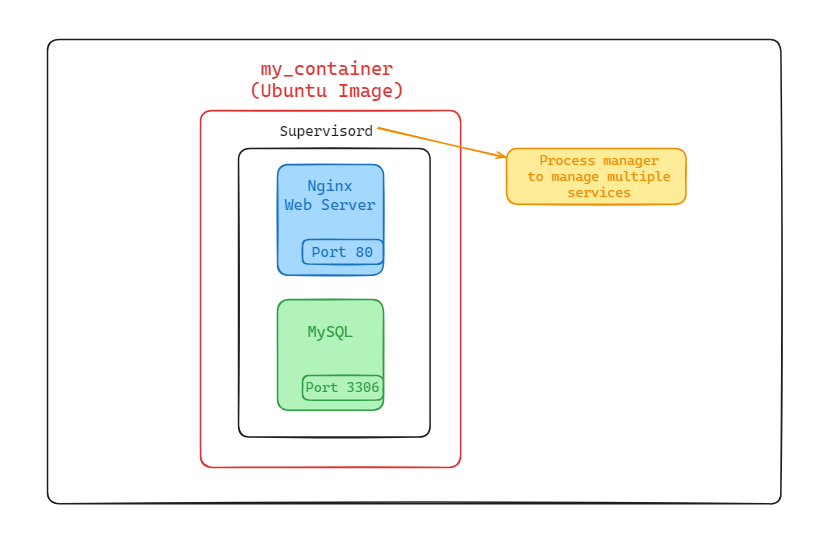 my_container
(Ubuntu Image)
Supervisord
Process manager
to manage multiple
services
Nginx
Web Server
Port 80
MySQL
Port 3306